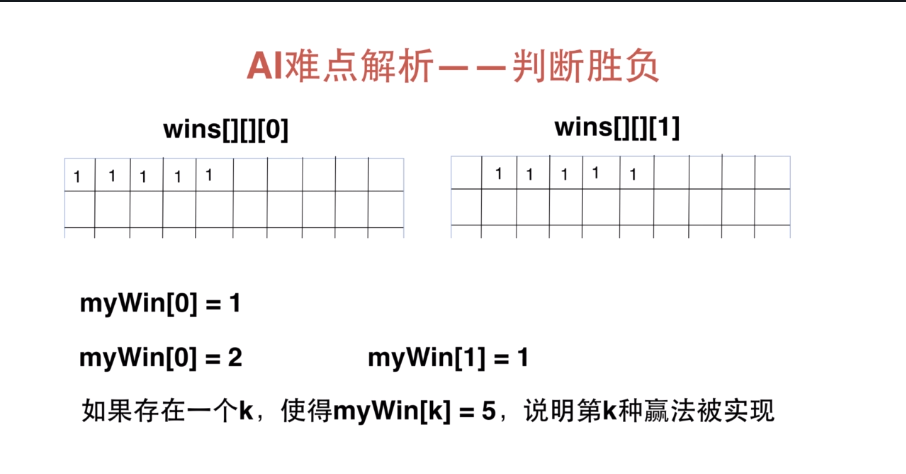 AI难点解析——判断胜负
wins[][][0] wins[][][1]
1 1 1 1 1 1 1 1 1 1
myWin[0] = 1
myWin[0] = 2 myWin[1] = 1
如果存在一个k，使得myWin[k] = 5，说明第k种赢法被实现